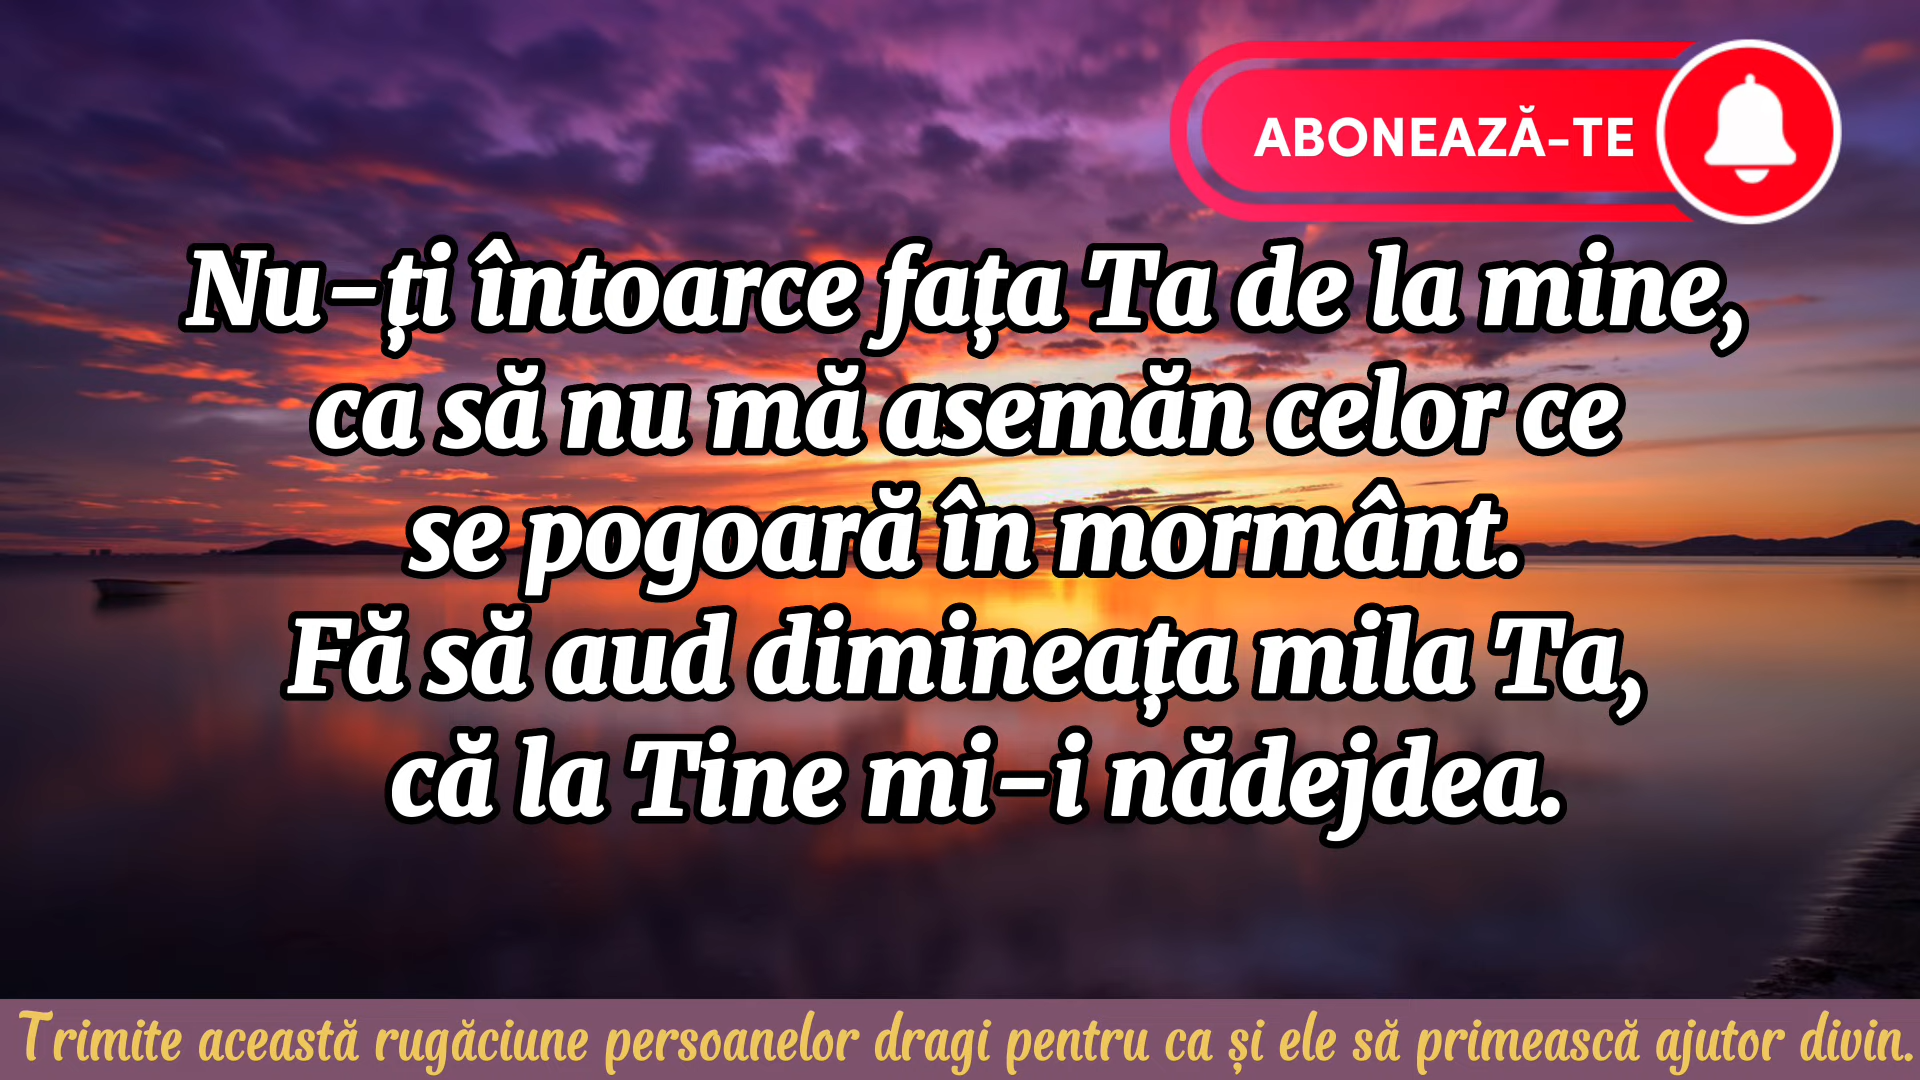 ABONEAZĂ-TE
Nu-ți întoarce fața Ta de la mine,
ca să nu mă asemăn celor ce
se pogoară în mormânt.
Fă să aud dimineața mila Ta,
că la Tine mi-i nădejdea.
Trimite această rugăciune persoanelor dragi pentru ca și ele să primească ajutor divin.